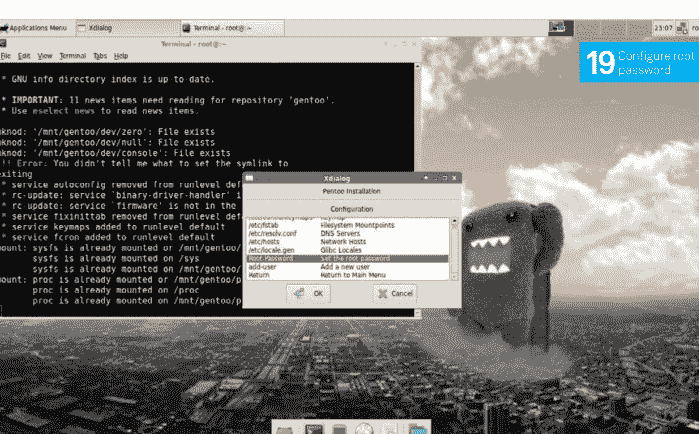 Applications Menu
Xdialog
Terminal - root@:~
23:07
19 Configure root
password
Terminal - root@:~
File Edit View Terminal Tabs Help
* GNU info directory index is up-to-date.
* IMPORTANT: 11 news items need reading for repository 'gentoo'.
* Use eselect news to read news items.
knod: '/mnt/gentoo/dev/zero': File exists
knod: '/mnt/gentoo/dev/null': File exists
knod: '/mnt/gentoo/dev/console': File exists
!! Error: You didn't tell me what to set the symlink to
exiting
* service autoconfig removed from runlevel def
* rc-update: service `binary-driver-handler' i
* rc update: service `firmware' is not in the
* service fixinittab removed from runlevel def
* service keymaps added to runlevel default
* service fcron added to runlevel default
ount: sysfs is already mounted or /mnt/gentoo/
sysfs is already mounted on /sys
sysfs is already mounted on /mnt/gentoo/
ount: proc is already mounted or /mnt/gentoo/p
proc is already mounted on /proc
proc is already mounted on /mnt/gentoo/p
Xdialog
Pentoo Installation
Configuration
/etc/fstab Filesystem Mountpoints
/etc/resolv.conf DNS Servers
/etc/hosts Network Hosts
/etc/locale.gen Glibc Locales
Root-Password Set the root password
add-user Add a new user
Return Return to Main Menu
OK
Cancel